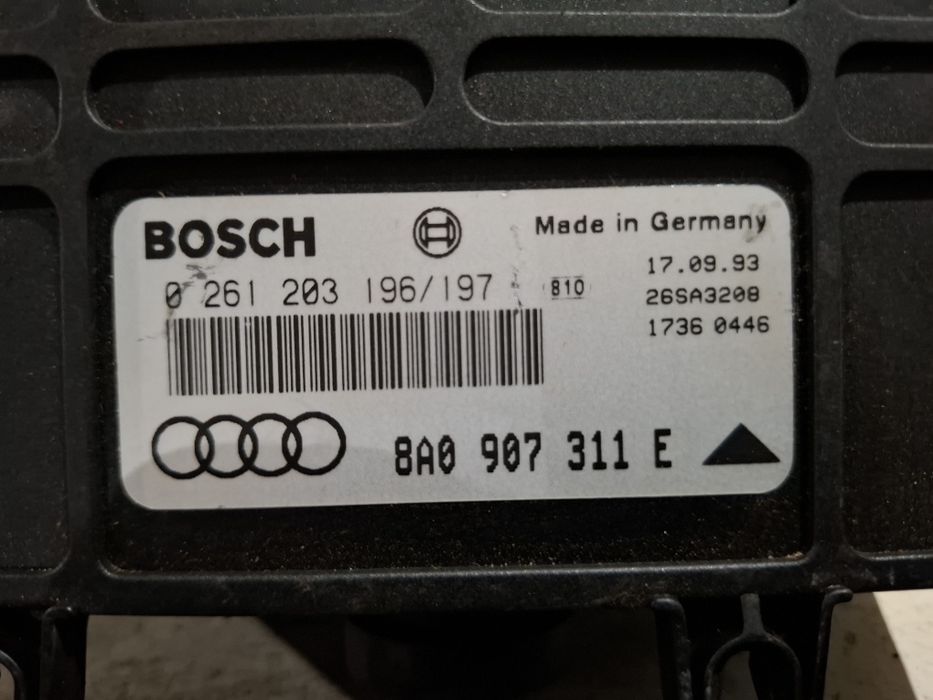 BOSCH
Made in Germany
0 261 203 196/197
810
17.09.93
26SA3208
1736 0446
8A0 907 311 E